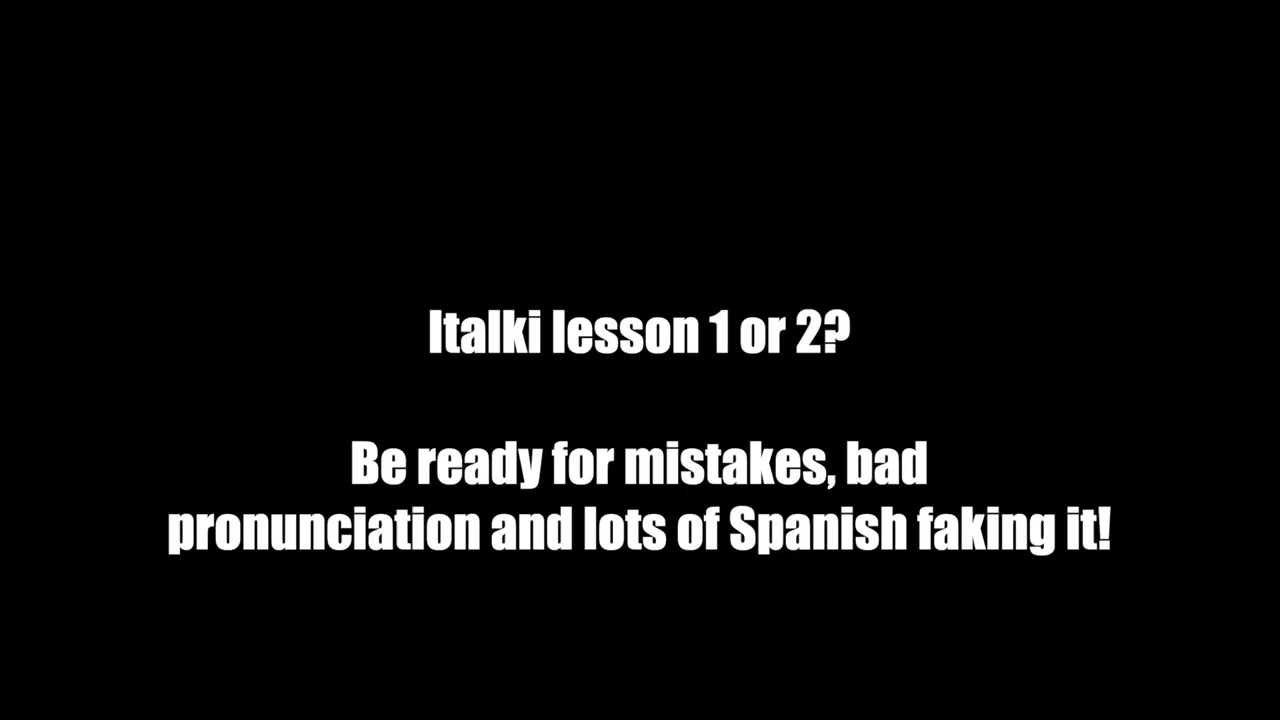 Italki lesson 1 or 2?
Be ready for mistakes, bad
pronunciation and lots of Spanish faking it!